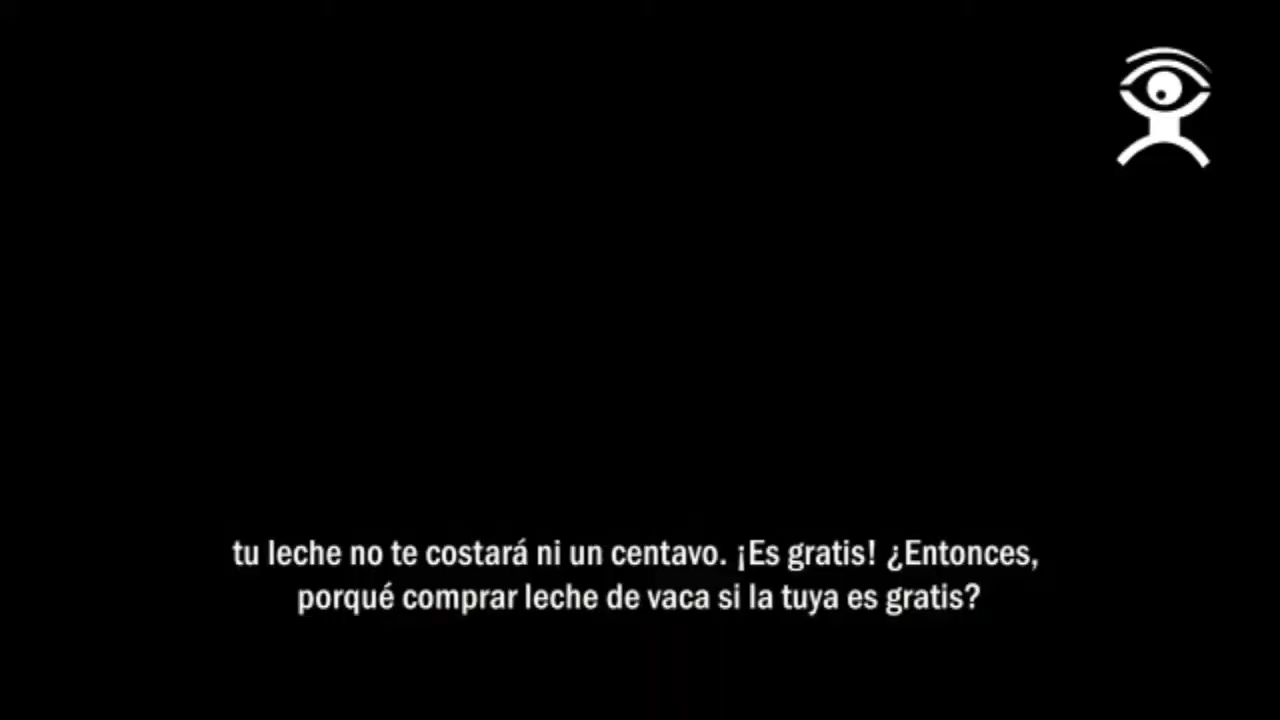 tu leche no te costará ni un centavo. ¡Es gratis! ¿Entonces,
porqué comprar leche de vaca si la tuya es gratis?